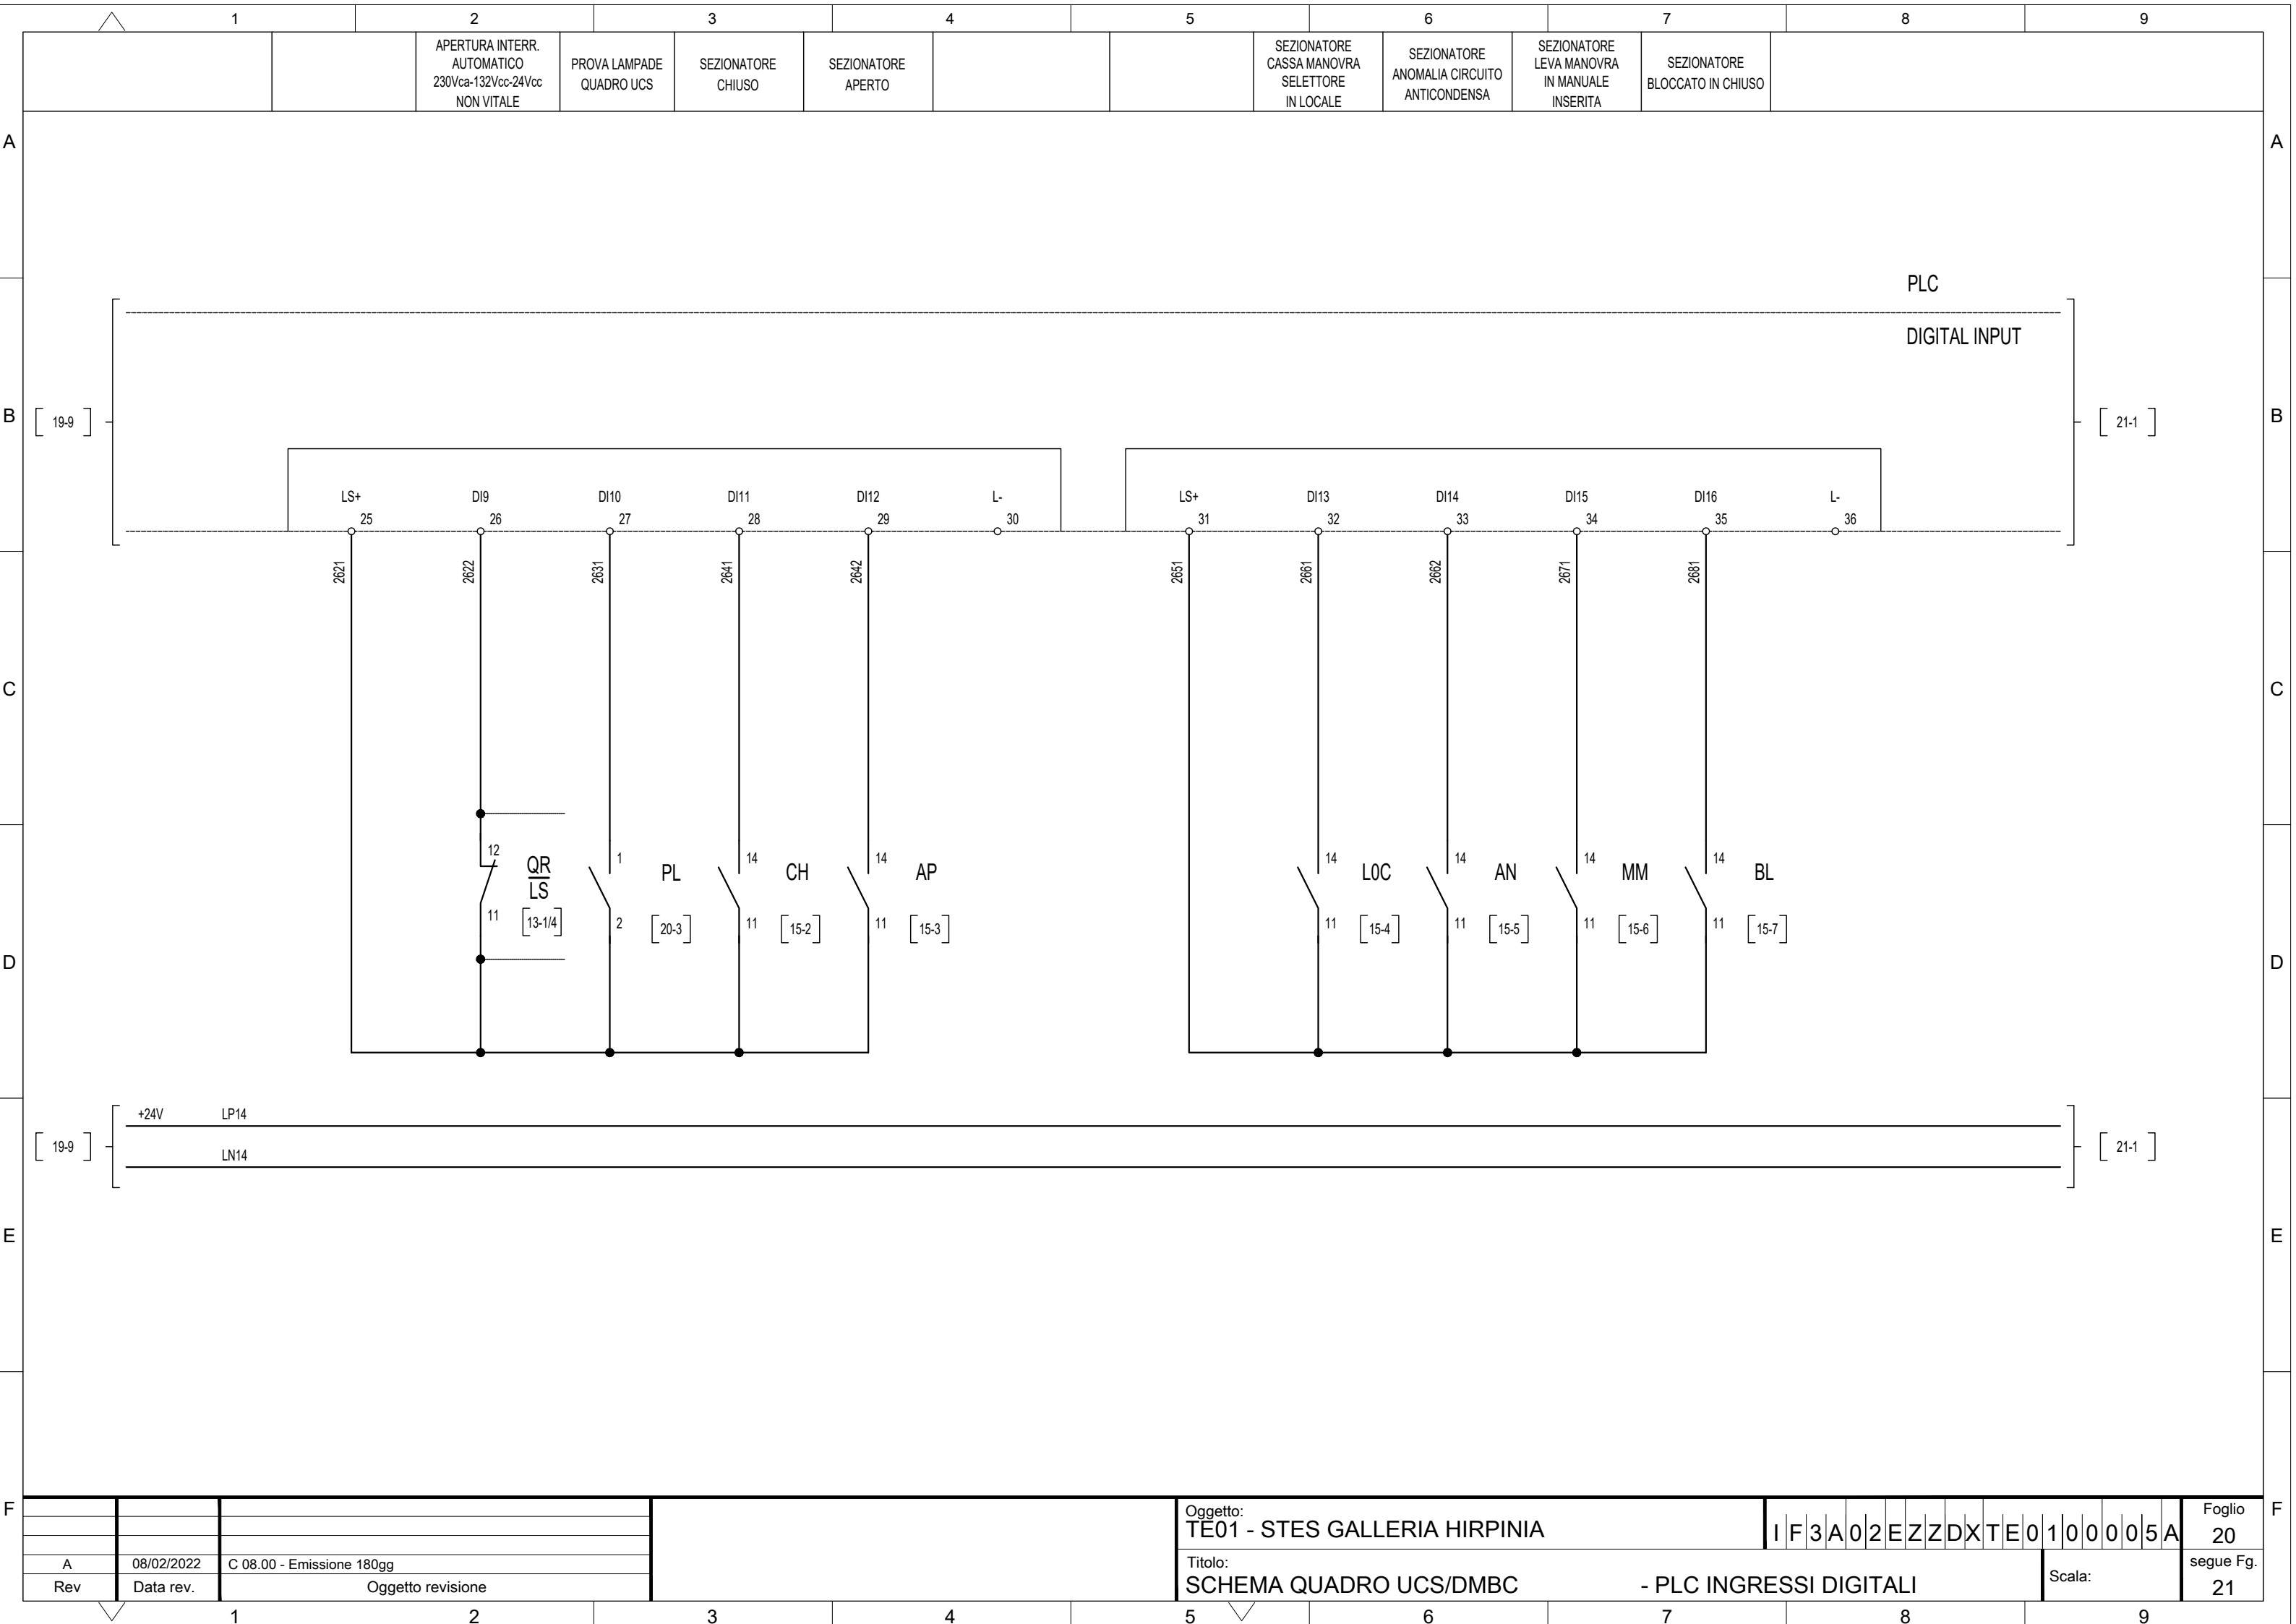 1 2 3 4 5 6 7 8 9
APERTURA INTERR.
AUTOMATICO
230Vca-132Vcc-24Vcc
NON VITALE
PROVA LAMPADE
QUADRO UCS
SEZIONATORE
CHIUSO
SEZIONATORE
APERTO
SEZIONATORE
CASSA MANOVRA
SELETTORE
IN LOCALE
SEZIONATORE
ANOMALIA CIRCUITO
ANTICONDENSA
SEZIONATORE
LEVA MANOVRA
IN MANUALE
INSERITA
SEZIONATORE
BLOCCATO IN CHIUSO
A A
PLC
DIGITAL INPUT
B 19-9 21-1 B
LS+ DI9 DI10 DI11 DI12 L- LS+ DI13 DI14 DI15 DI16 L-
25 26 27 28 29 30 31 32 33 34 35 36
2621 2622 2631 2641 2642 2651 2661 2662 2671 2681
C C
12 1 14 14 14 14 14 14
QR
LS
PL CH AP L0C AN MM BL
11 2 11 11 11 11 11 11
13-1/4 20-3 15-2 15-3 15-4 15-5 15-6 15-7
D D
+24V LP14
19-9 21-1
LN14
E E
F F
A 08/02/2022 C 08.00 - Emissione 180gg
Rev Data rev. Oggetto revisione
Oggetto:
TE01 - STES GALLERIA HIRPINIA
IF3A02EZZDXTE0100005A
Foglio
20
Titolo:
SCHEMA QUADRO UCS/DMBC - PLC INGRESSI DIGITALI
Scala:
segue Fg.
21
1 2 3 4 5 6 7 8 9